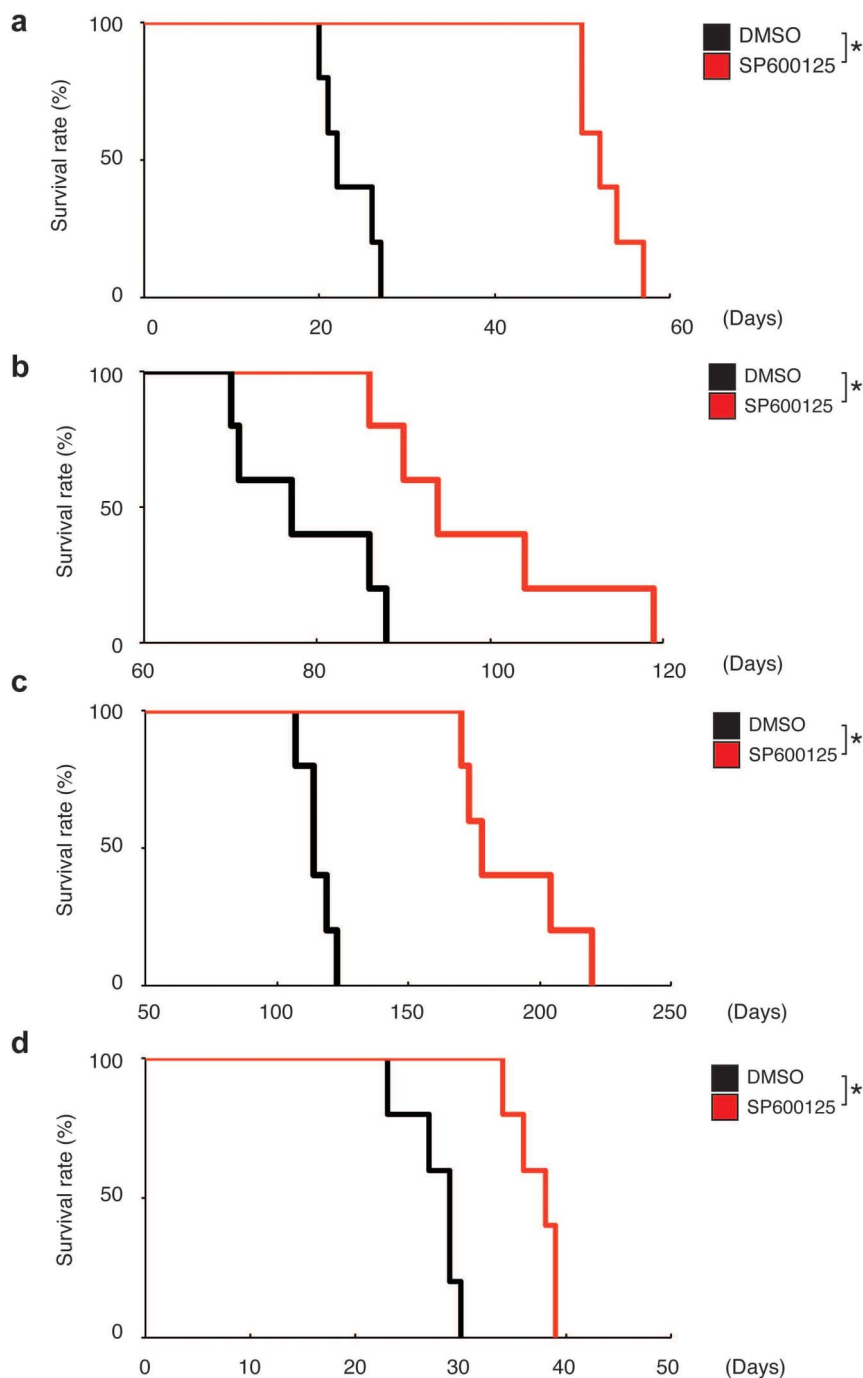 a
100
50
0
Survival rate (%)
0 20 40 60 (Days)
DMSO
SP600125
*
b
100
50
0
Survival rate (%)
60 80 100 120 (Days)
DMSO
SP600125
*
c
100
50
0
Survival rate (%)
50 100 150 200 250 (Days)
DMSO
SP600125
*
d
100
50
0
Survival rate (%)
0 10 20 30 40 50 (Days)
DMSO
SP600125
*